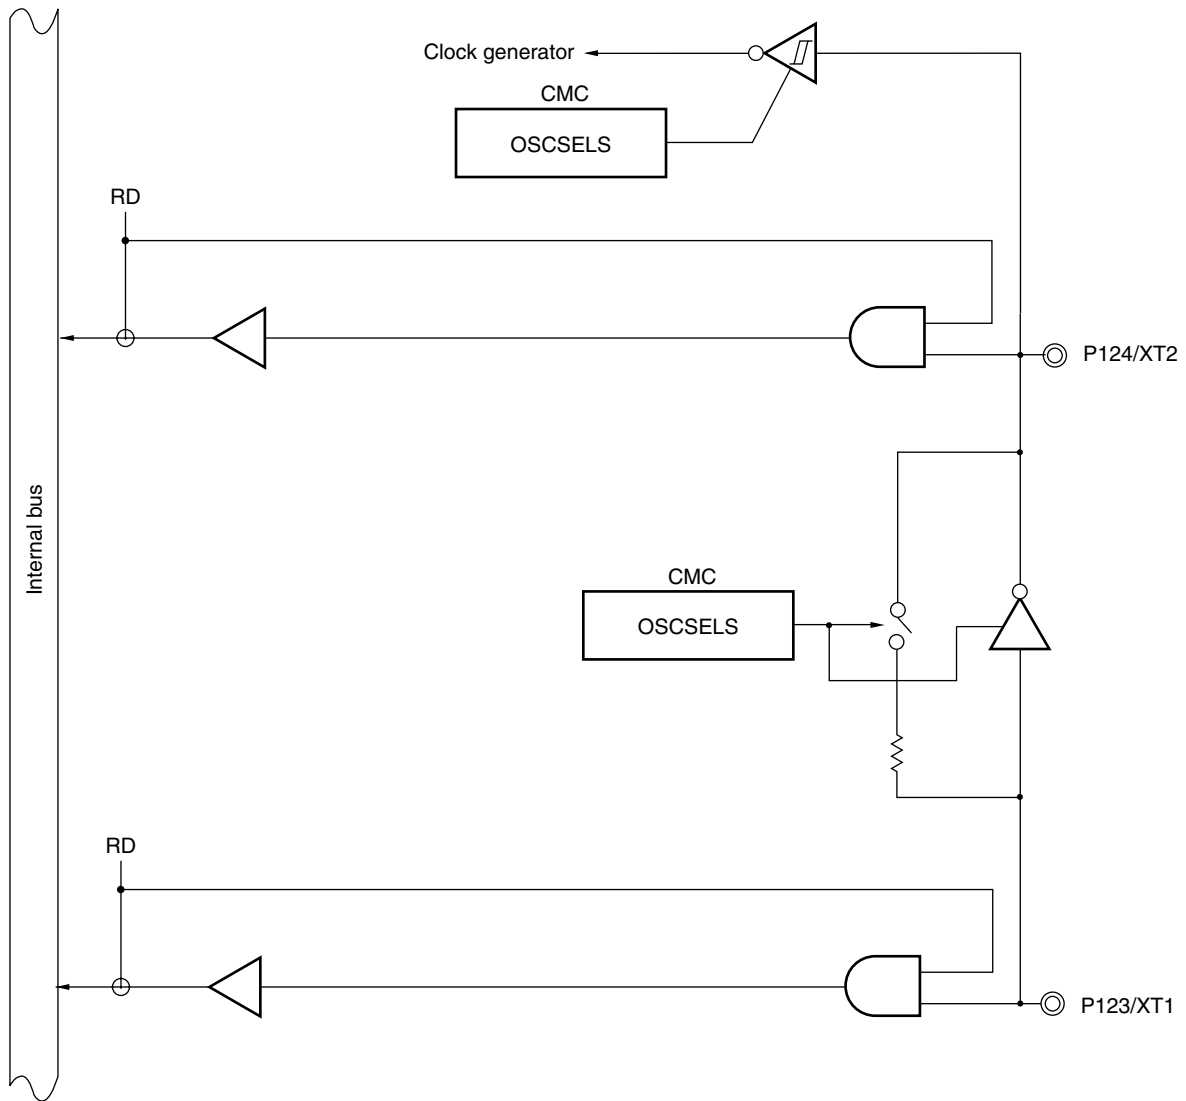 Clock generator
CMC
OSCSELS
RD
P124/XT2
Internal bus
CMC
OSCSELS
RD
P123/XT1